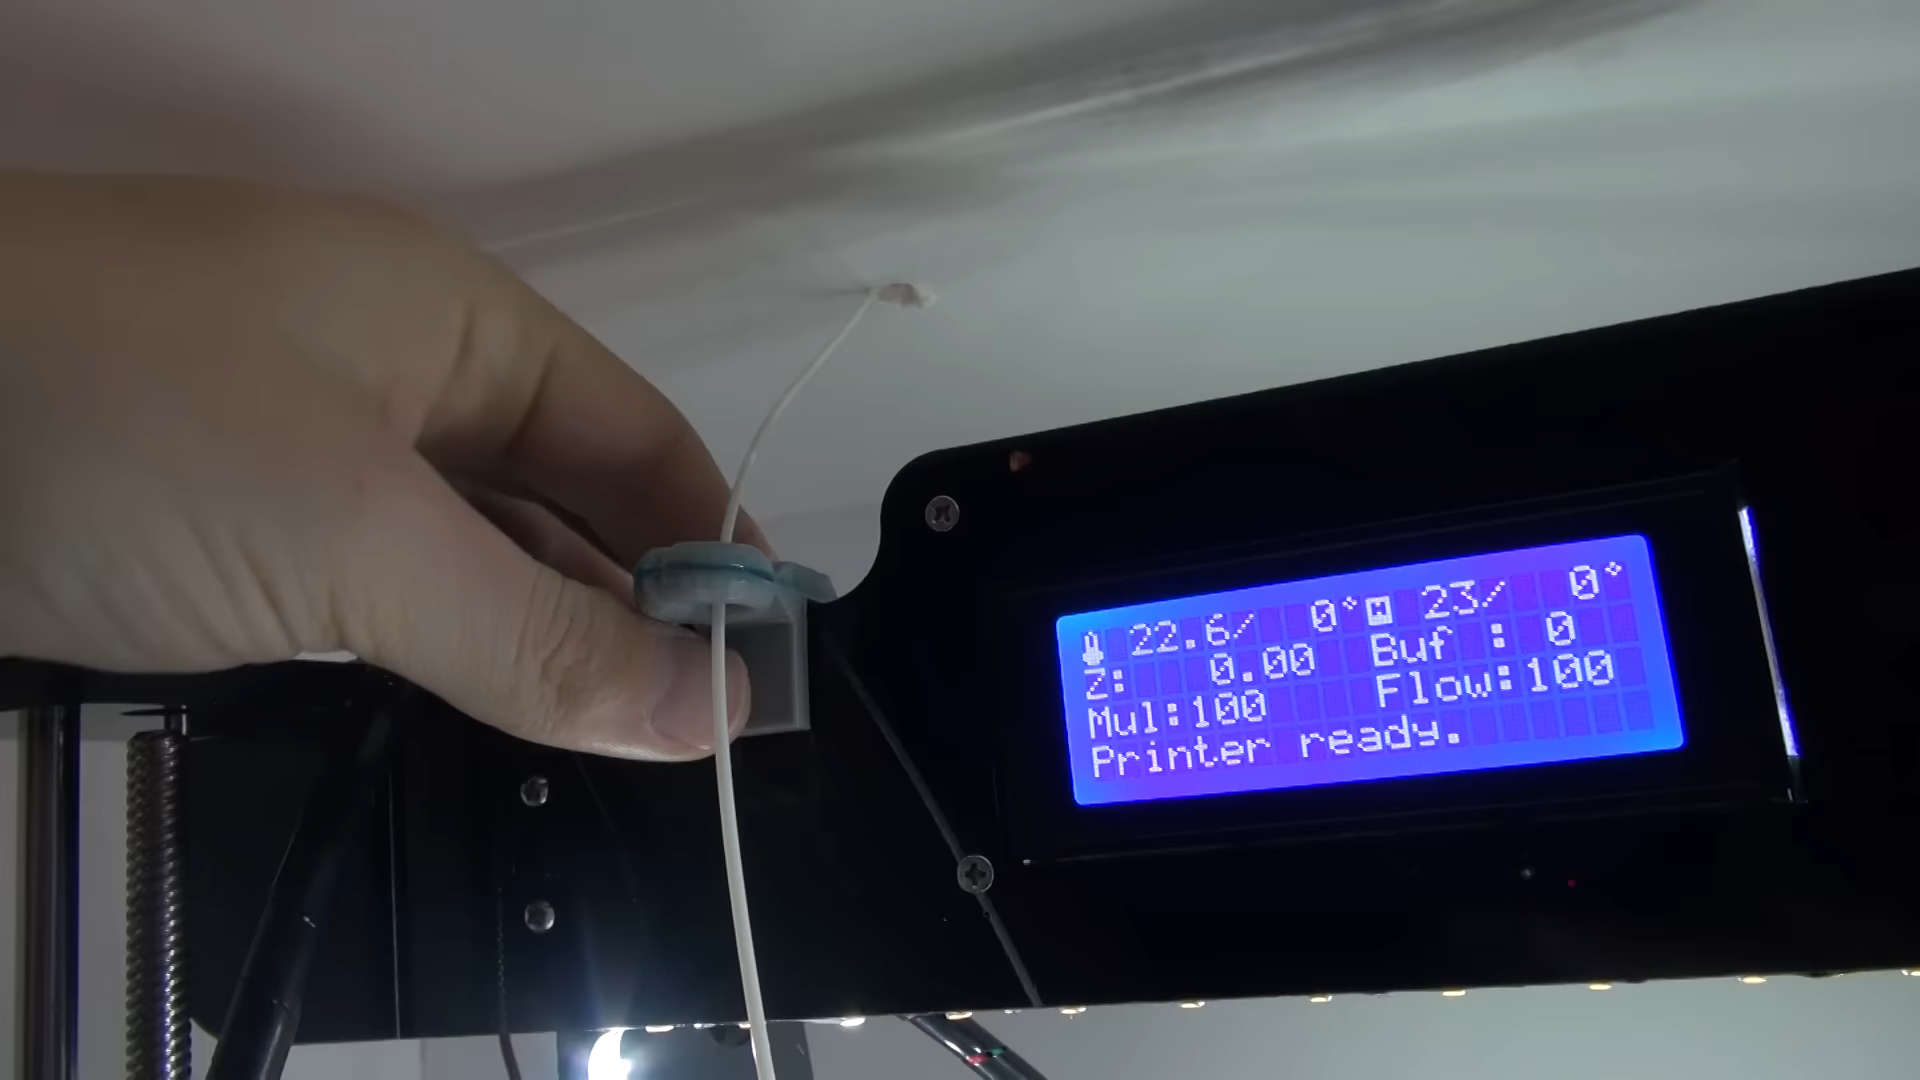 22.6/ 0° 23/ 0°
Z: 0.00 Buf : 0
Mul:100 Flow:100
Printer ready.